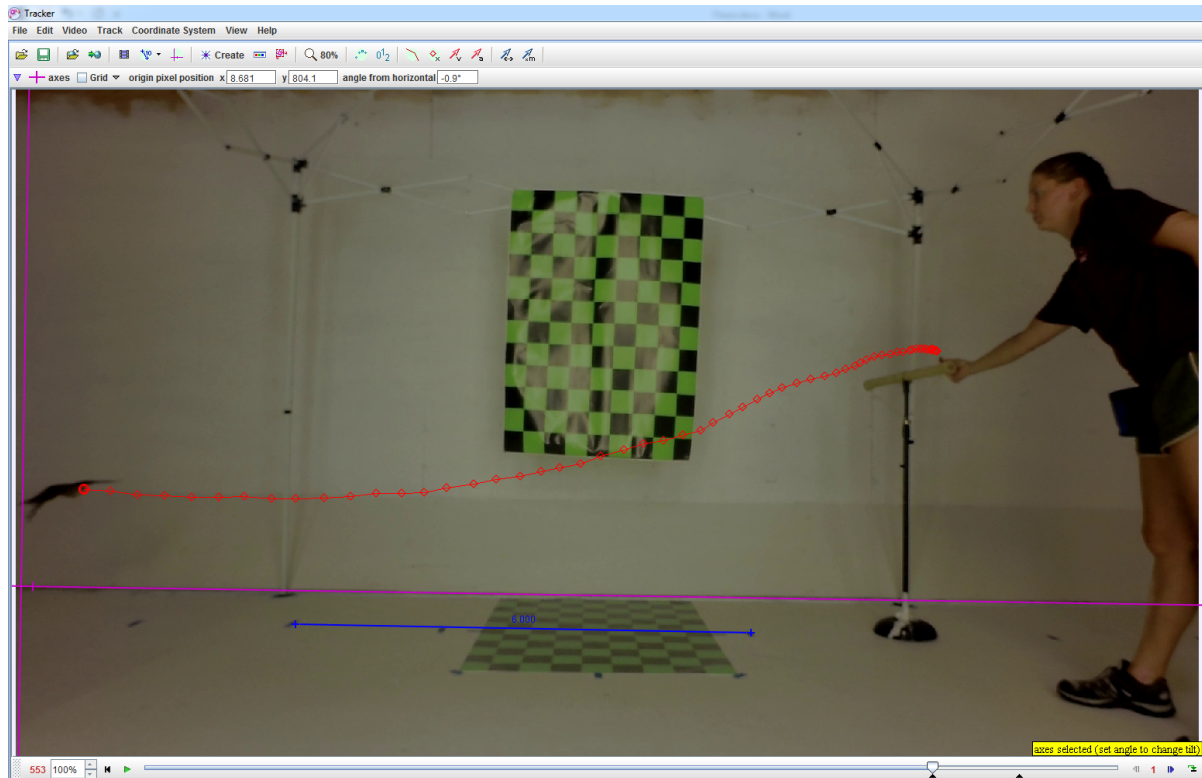 Tracker
File Edit Video Track Coordinate System View Help
Create 80%
axes Grid origin pixel position x 8.681 y 804.1 angle from horizontal -0.9°
6.000
axes selected (set angle to change tilt)
553 100% 1